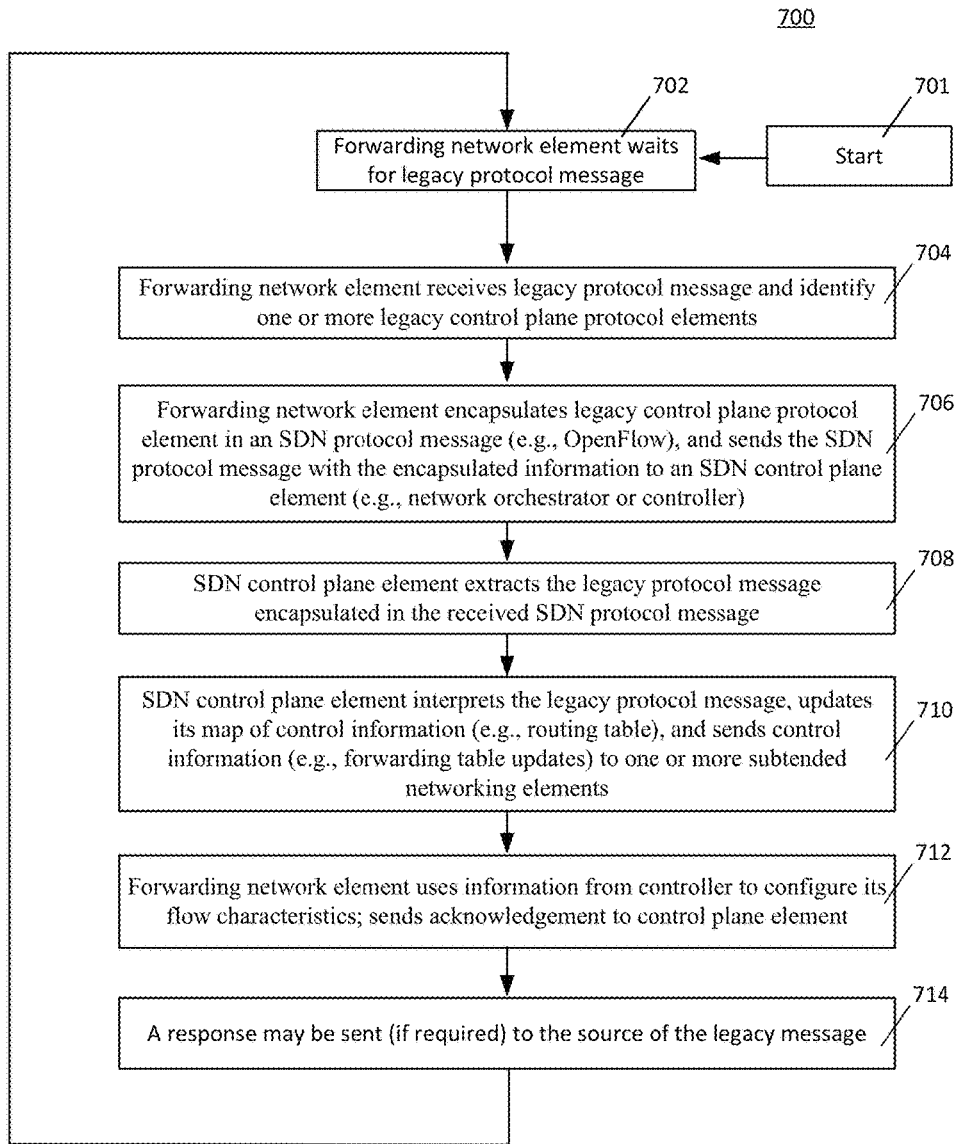 700
702
701
Forwarding network element waits
for legacy protocol message
Start
704
Forwarding network element receives legacy protocol message and identify
one or more legacy control plane protocol elements
706
Forwarding network element encapsulates legacy control plane protocol
element in an SDN protocol message (e.g., OpenFlow), and sends the SDN
protocol message with the encapsulated information to an SDN control plane
element (e.g., network orchestrator or controller)
708
SDN control plane element extracts the legacy protocol message
encapsulated in the received SDN protocol message
710
SDN control plane element interprets the legacy protocol message, updates
its map of control information (e.g., routing table), and sends control
information (e.g., forwarding table updates) to one or more subtended
networking elements
712
Forwarding network element uses information from controller to configure its
flow characteristics; sends acknowledgement to control plane element
714
A response may be sent (if required) to the source of the legacy message